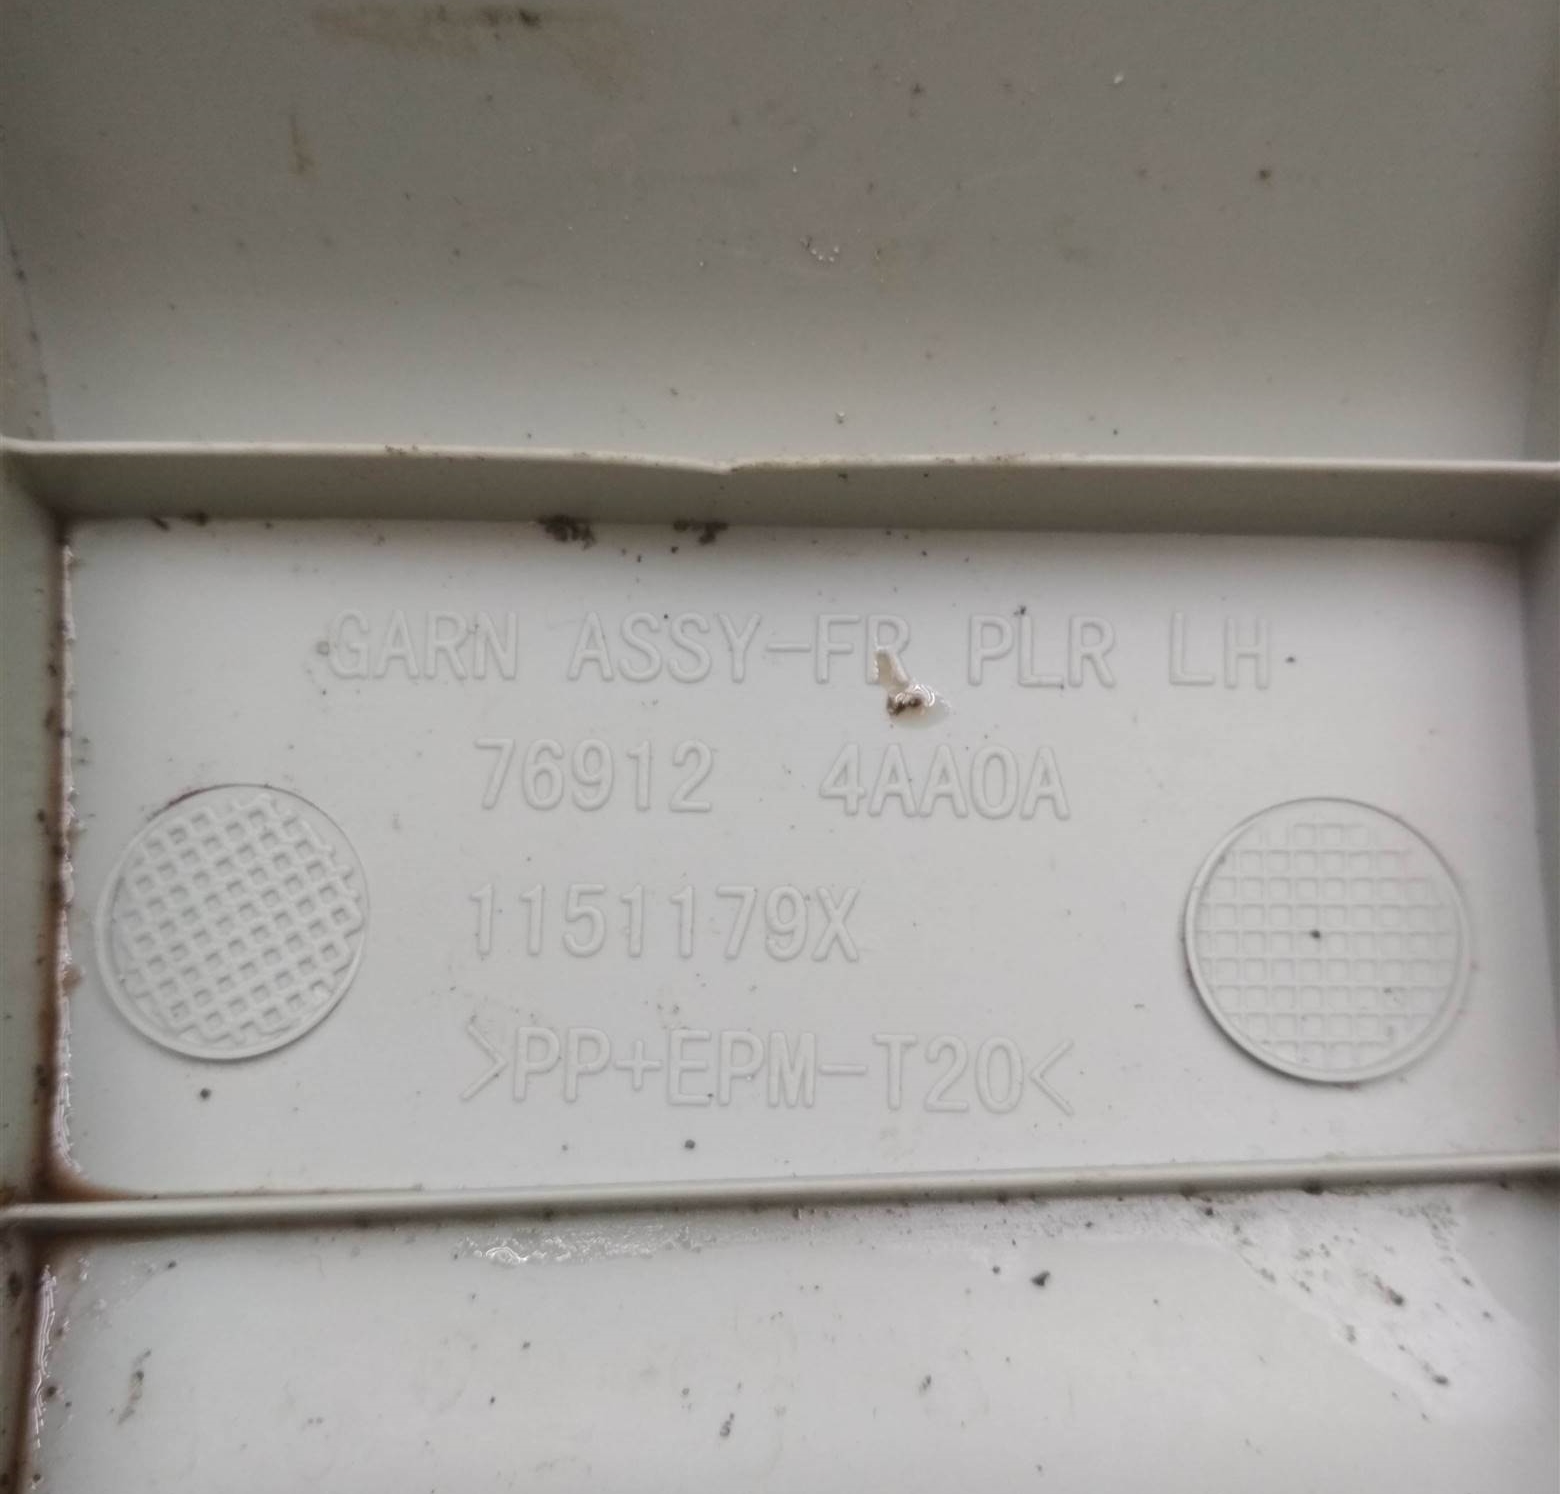 GARN ASSY-FR PLR LH
76912 4AA0A
1151179X
>PP+EPM-T20<